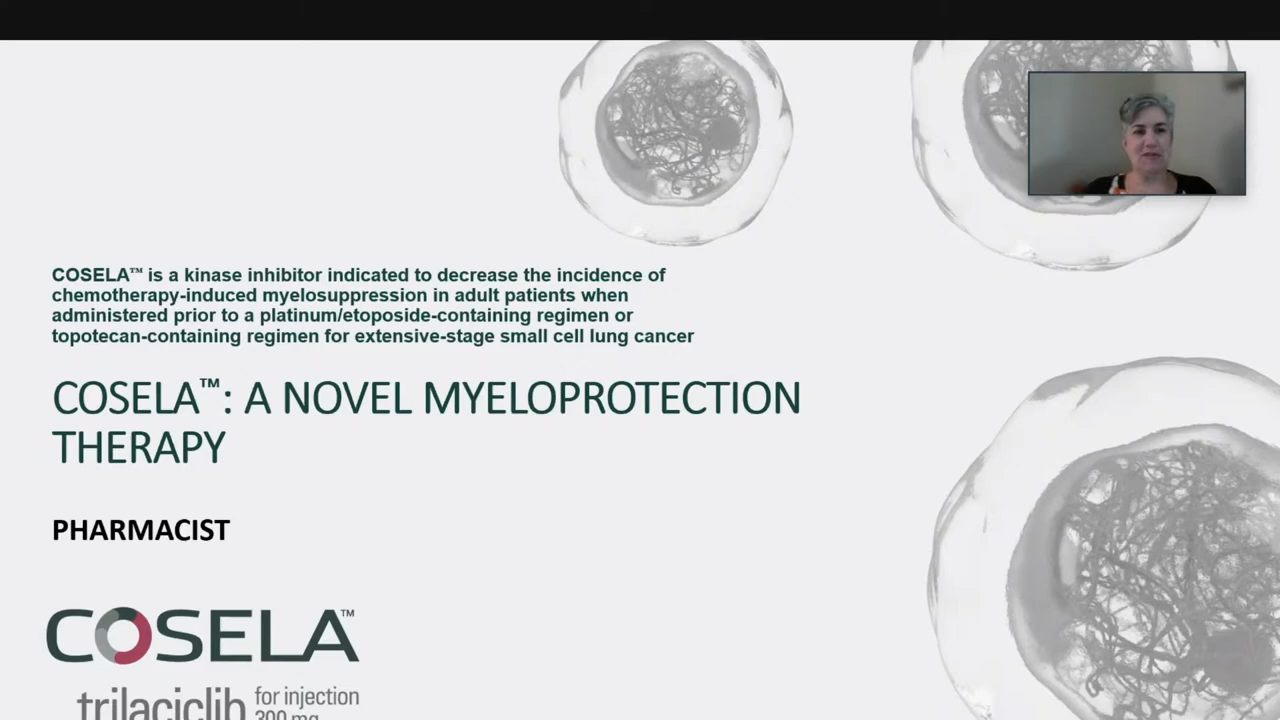 COSELA™ is a kinase inhibitor indicated to decrease the incidence of
chemotherapy-induced myelosuppression in adult patients when
administered prior to a platinum/etoposide-containing regimen or
topotecan-containing regimen for extensive-stage small cell lung cancer
COSELA™: A NOVEL MYELOPROTECTION
THERAPY
PHARMACIST
COSELA™
trilaciclib for injection
300 mg